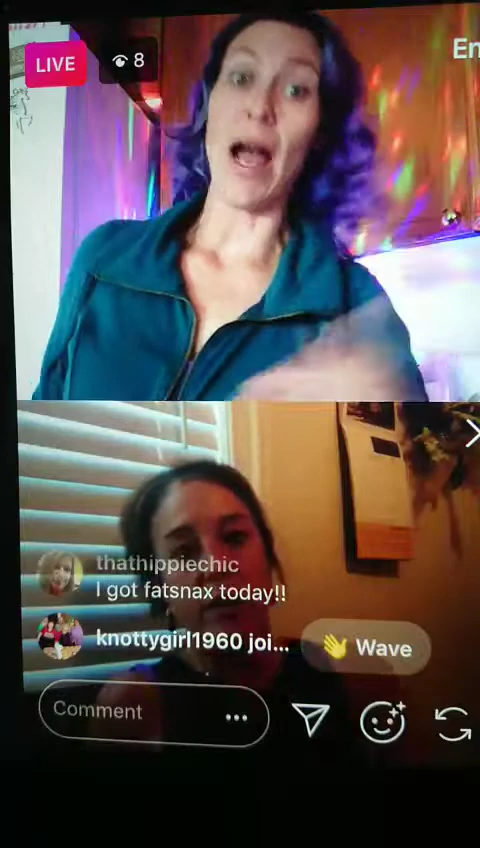 LIVE
8
En
thathippiechic
I got fatsnax today!!
knottygirl1960 joi...
Wave
Comment